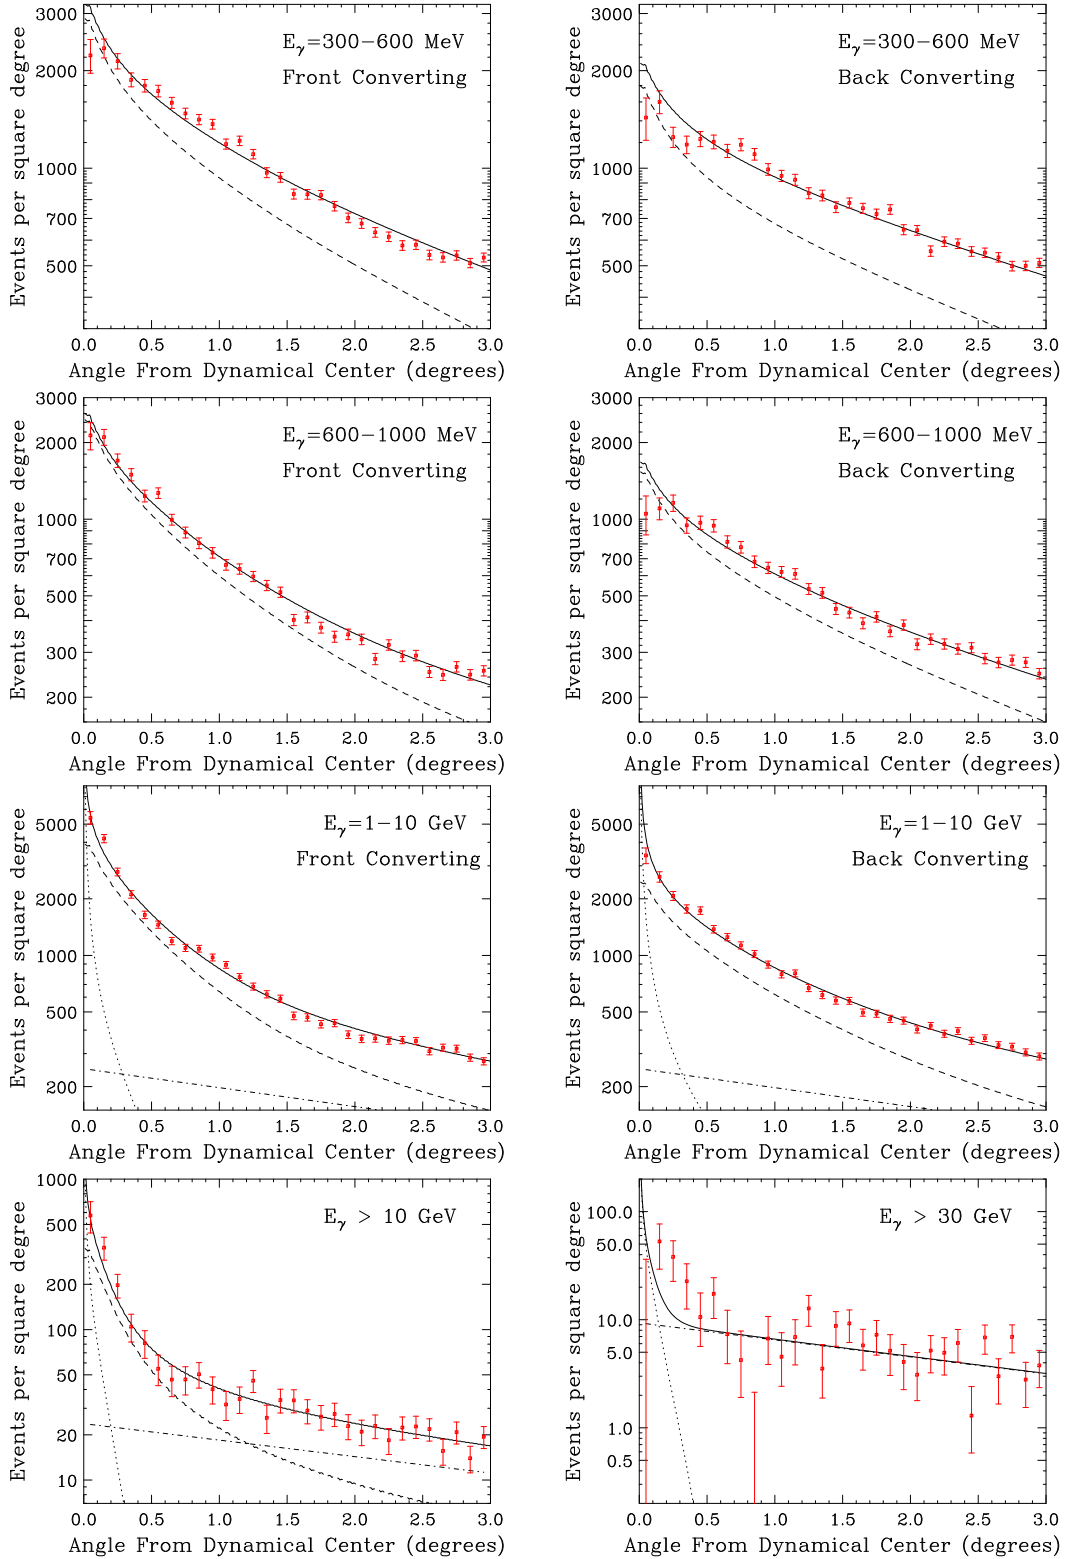 3000
2000
1000
700
500
Events per square degree
E_γ=300−600 MeV
Front Converting
0.0 0.5 1.0 1.5 2.0 2.5 3.0
Angle From Dynamical Center (degrees)
3000
2000
1000
700
500
Events per square degree
E_γ=300−600 MeV
Back Converting
0.0 0.5 1.0 1.5 2.0 2.5 3.0
Angle From Dynamical Center (degrees)
3000
2000
1000
700
500
300
200
Events per square degree
E_γ=600−1000 MeV
Front Converting
0.0 0.5 1.0 1.5 2.0 2.5 3.0
Angle From Dynamical Center (degrees)
3000
2000
1000
700
500
300
200
Events per square degree
E_γ=600−1000 MeV
Back Converting
0.0 0.5 1.0 1.5 2.0 2.5 3.0
Angle From Dynamical Center (degrees)
5000
2000
1000
500
200
Events per square degree
E_γ=1−10 GeV
Front Converting
0.0 0.5 1.0 1.5 2.0 2.5 3.0
Angle From Dynamical Center (degrees)
5000
2000
1000
500
200
Events per square degree
E_γ=1−10 GeV
Back Converting
0.0 0.5 1.0 1.5 2.0 2.5 3.0
Angle From Dynamical Center (degrees)
1000
500
200
100
50
20
10
Events per square degree
E_γ > 10 GeV
0.0 0.5 1.0 1.5 2.0 2.5 3.0
Angle From Dynamical Center (degrees)
100.0
50.0
10.0
5.0
1.0
0.5
Events per square degree
E_γ > 30 GeV
0.0 0.5 1.0 1.5 2.0 2.5 3.0
Angle From Dynamical Center (degrees)